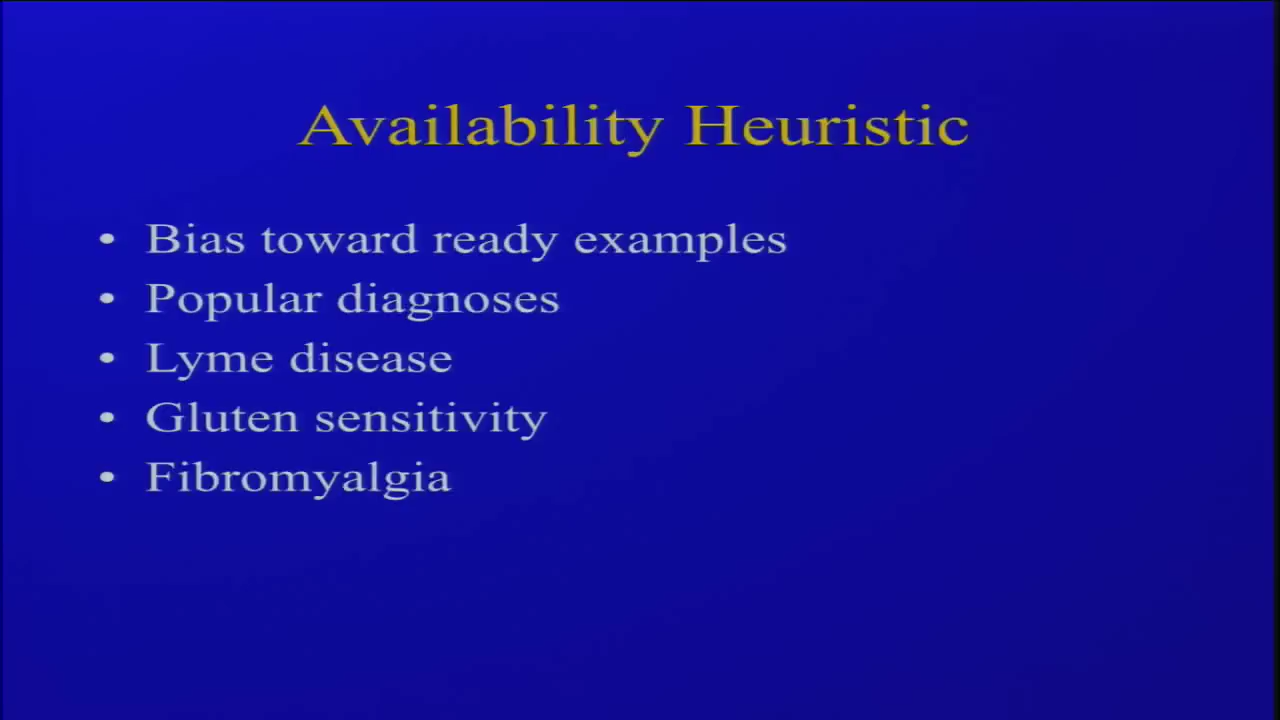 Availability Heuristic
• Bias toward ready examples
• Popular diagnoses
• Lyme disease
• Gluten sensitivity
• Fibromyalgia